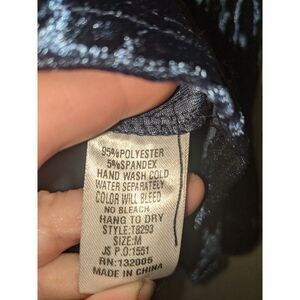 95%POLYESTER
5%SPANDEX
HAND WASH COLD
WATER SEPARATELY
COLOR WILL BLEED
NO BLEACH
HANG TO DRY
STYLE:T8293
SIZE:M
JS P.O:1551
RN:132005
MADE IN CHINA